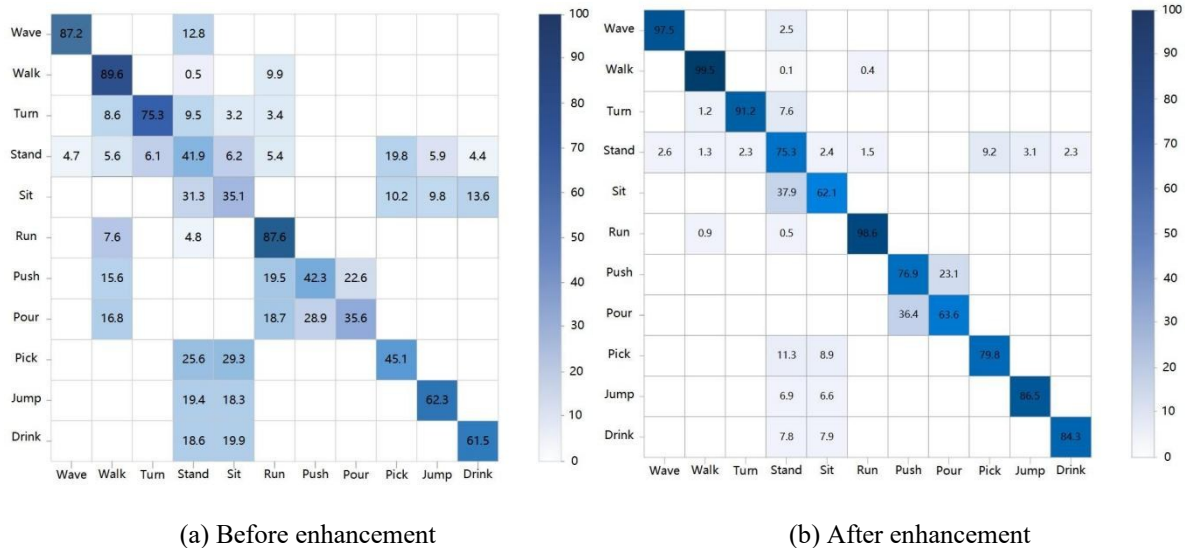 Wave 87.2 12.8 100
Walk 89.6 0.5 9.9 90
Turn 8.6 75.3 9.5 3.2 3.4 80
Stand 4.7 5.6 6.1 41.9 6.2 5.4 19.8 5.9 4.4 70
Sit 31.3 35.1 10.2 9.8 13.6 60
Run 7.6 4.8 87.6 50
Push 15.6 19.5 42.3 22.6 40
Pour 16.8 18.7 28.9 35.6 30
Pick 25.6 29.3 45.1 20
Jump 19.4 18.3 62.3 10
Drink 18.6 19.9 61.5 0
Wave Walk Turn Stand Sit Run Push Pour Pick Jump Drink
(a) Before enhancement
Wave 97.5 2.5 100
Walk 99.5 0.1 0.4 90
Turn 1.2 91.2 7.6 80
Stand 2.6 1.3 2.3 75.3 2.4 1.5 9.2 3.1 2.3 70
Sit 37.9 62.1 60
Run 0.9 0.5 98.6 50
Push 76.9 23.1 40
Pour 36.4 63.6 30
Pick 11.3 8.9 79.8 20
Jump 6.9 6.6 86.5 10
Drink 7.8 7.9 84.3 0
Wave Walk Turn Stand Sit Run Push Pour Pick Jump Drink
(b) After enhancement